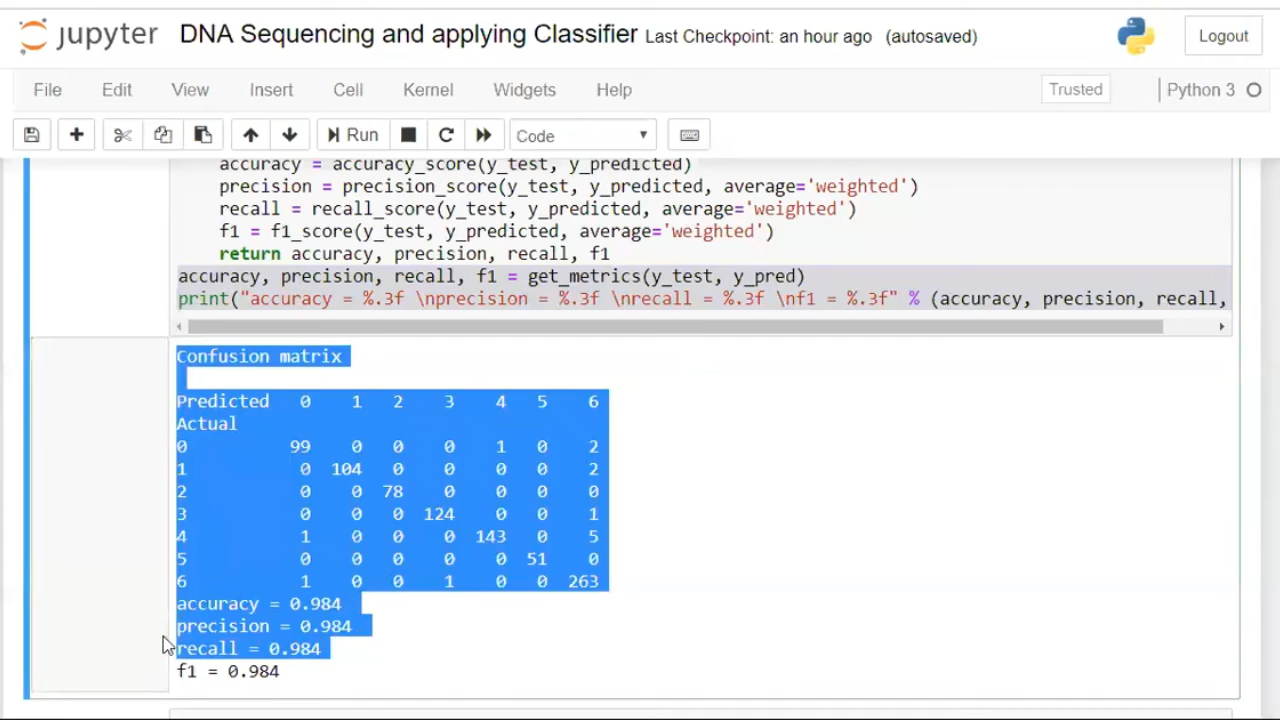 jupyter DNA Sequencing and applying Classifier Last Checkpoint: an hour ago (autosaved) Logout
File Edit View Insert Cell Kernel Widgets Help Trusted Python 3
Run Code
accuracy = accuracy_score(y_test, y_predicted)
precision = precision_score(y_test, y_predicted, average='weighted')
recall = recall_score(y_test, y_predicted, average='weighted')
f1 = f1_score(y_test, y_predicted, average='weighted')
return accuracy, precision, recall, f1
accuracy, precision, recall, f1 = get_metrics(y_test, y_pred)
print("accuracy = %.3f \nprecision = %.3f \nrecall = %.3f \nf1 = %.3f" % (accuracy, precision, recall,
Confusion matrix
Predicted 0 1 2 3 4 5 6
Actual
0 99 0 0 0 1 0 2
1 0 104 0 0 0 0 2
2 0 0 78 0 0 0 0
3 0 0 0 124 0 0 1
4 1 0 0 0 143 0 5
5 0 0 0 0 0 51 0
6 1 0 0 1 0 0 263
accuracy = 0.984
precision = 0.984
recall = 0.984
f1 = 0.984